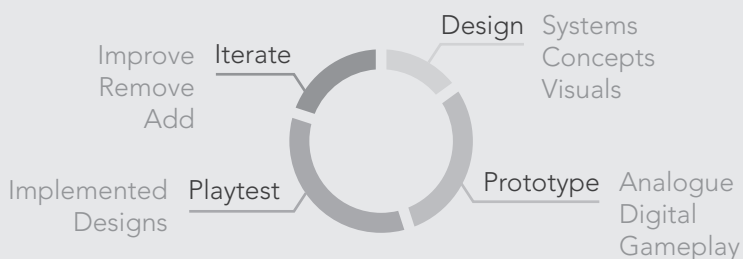 Design
Systems
Concepts
Visuals
Prototype
Analogue
Digital
Gameplay
Playtest
Implemented
Designs
Iterate
Improve
Remove
Add